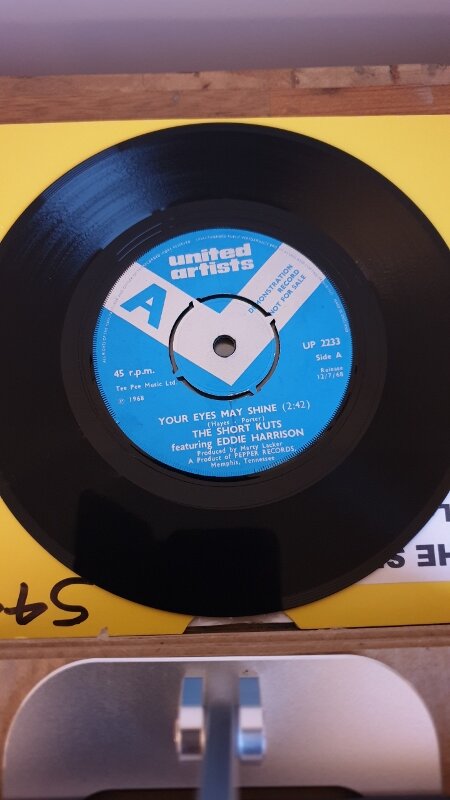 united
artists
DEMONSTRATION
RECORD
NOT FOR SALE
A
UP 2233
Side A
45 r.p.m.
Release
12/7/68
Tee Pee Music Ltd.
℗ 1968
YOUR EYES MAY SHINE (2:42)
(Hayes - Porter)
THE SHORT KUTS
featuring EDDIE HARRISON
Produced by Marty Lacker
A Product of PEPPER RECORDS,
Memphis, Tennessee